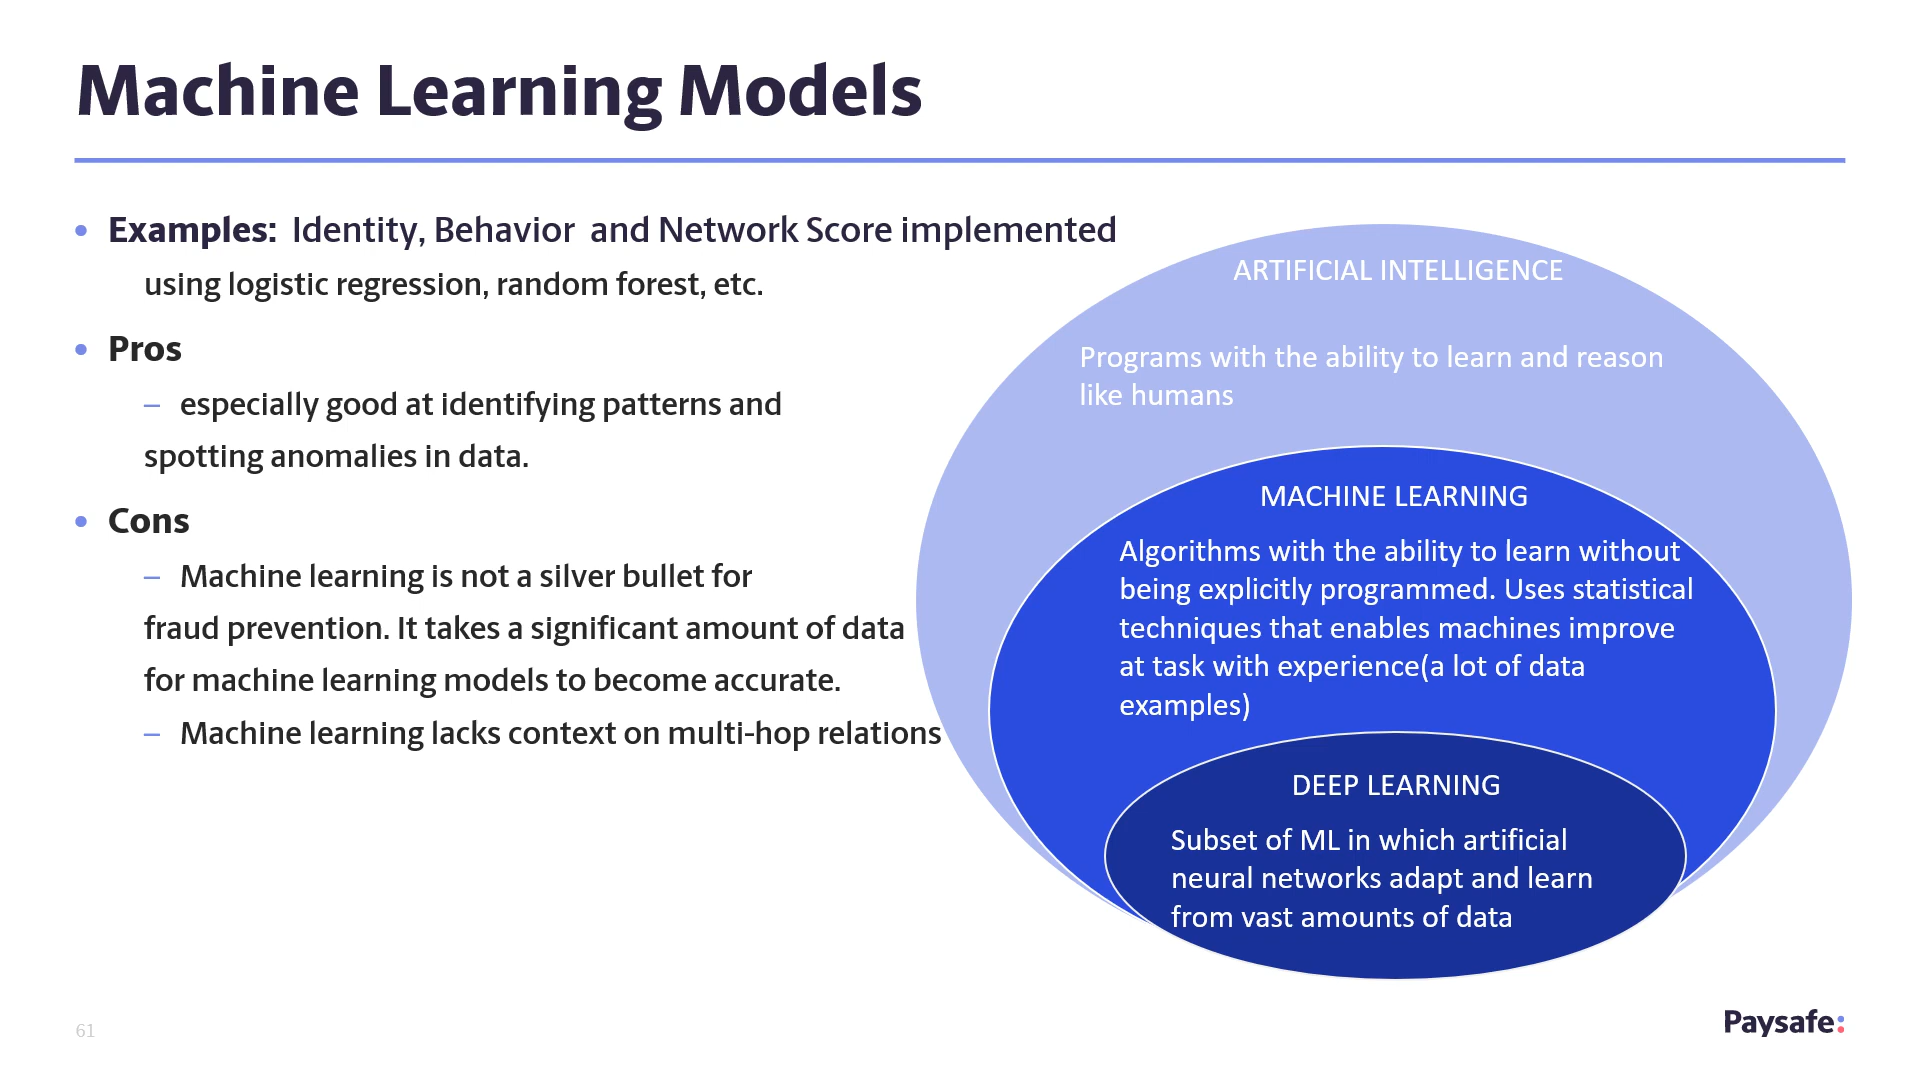 Machine Learning Models
• Examples:  Identity, Behavior  and Network Score implemented
using logistic regression, random forest, etc.
• Pros
– especially good at identifying patterns and
spotting anomalies in data.
• Cons
– Machine learning is not a silver bullet for
fraud prevention. It takes a significant amount of data
for machine learning models to become accurate.
– Machine learning lacks context on multi-hop relations
ARTIFICIAL INTELLIGENCE
Programs with the ability to learn and reason
like humans
MACHINE LEARNING
Algorithms with the ability to learn without
being explicitly programmed. Uses statistical
techniques that enables machines improve
at task with experience(a lot of data
examples)
DEEP LEARNING
Subset of ML in which artificial
neural networks adapt and learn
from vast amounts of data
61
Paysafe: